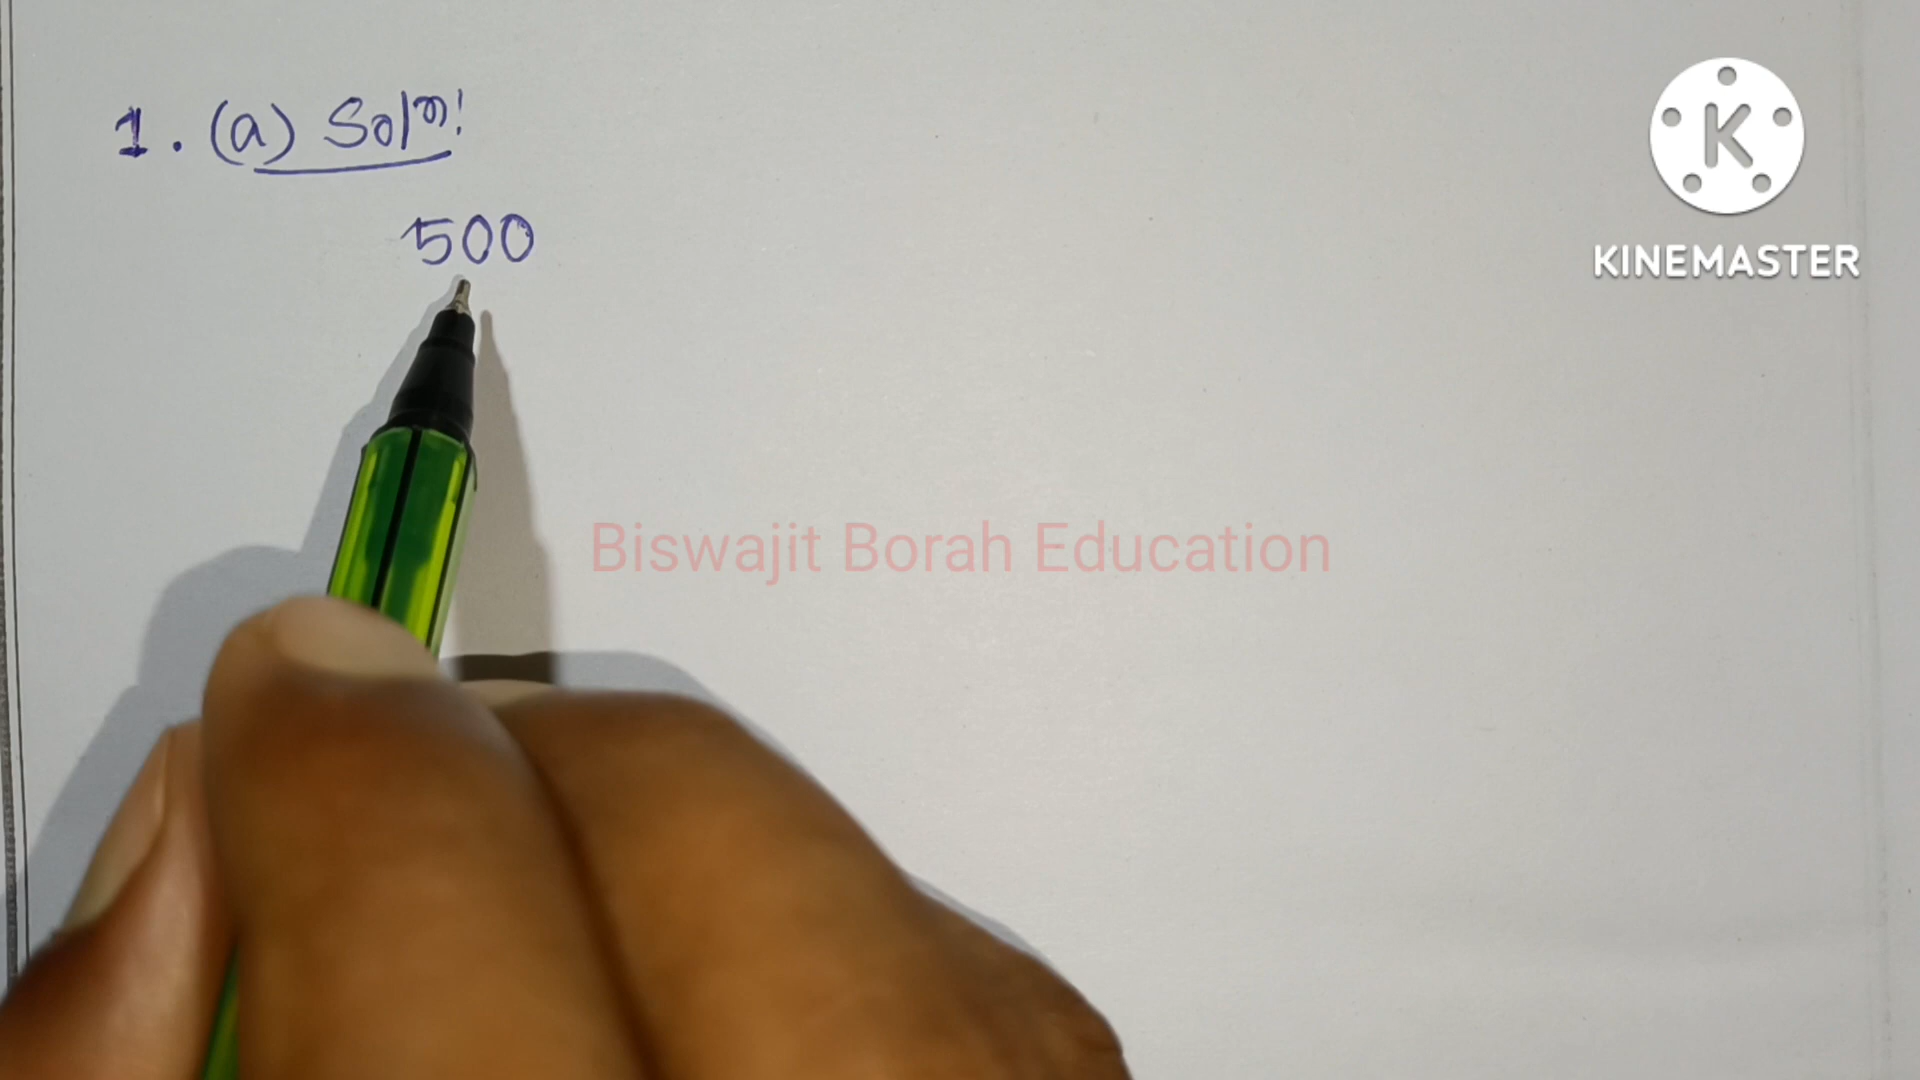 1. (a) Solⁿ!
500
K
KINEMASTER
Biswajit Borah Education